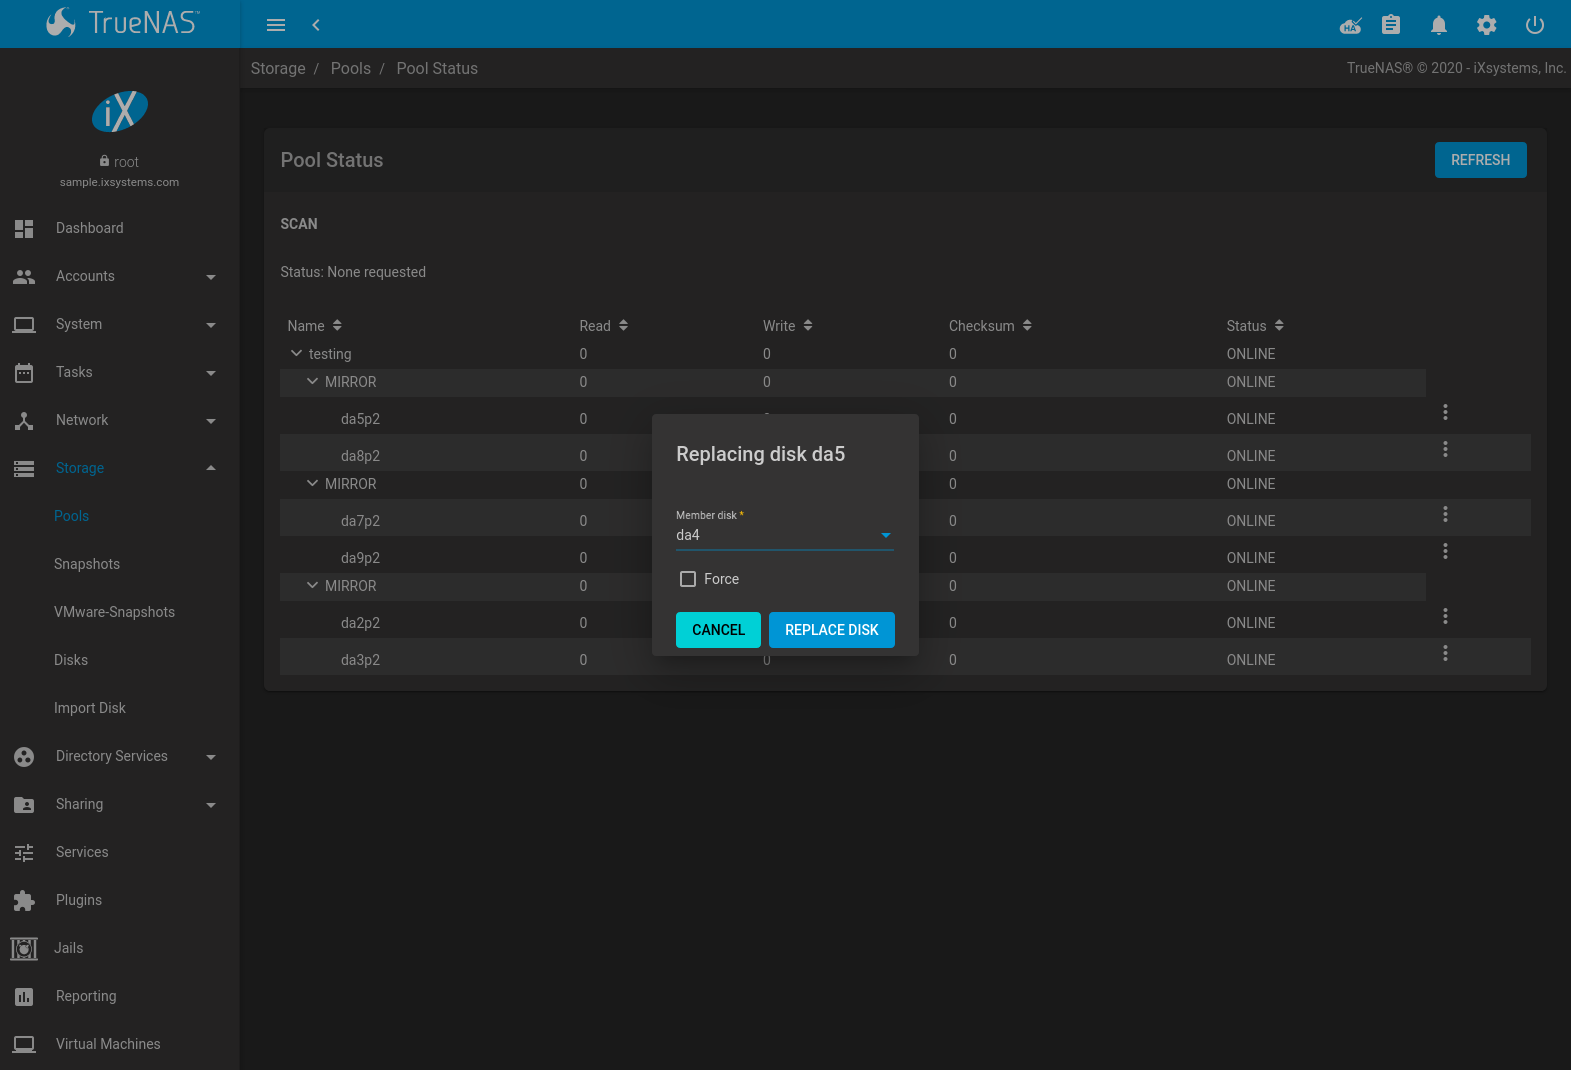 TrueNAS™
HA
Storage / Pools / Pool Status
TrueNAS® © 2020 - iXsystems, Inc.
iX
root
sample.ixsystems.com
Dashboard
Accounts
System
Tasks
Network
Storage
Pools
Snapshots
VMware-Snapshots
Disks
Import Disk
Directory Services
Sharing
Services
Plugins
Jails
Reporting
Virtual Machines
Pool Status
REFRESH
SCAN
Status: None requested
Name Read Write Checksum Status
testing 0 0 0 ONLINE
MIRROR 0 0 0 ONLINE
da5p2 0 0 ONLINE
da8p2 0 0 ONLINE
MIRROR 0 0 ONLINE
da7p2 0 0 ONLINE
da9p2 0 0 ONLINE
MIRROR 0 0 ONLINE
da2p2 0 0 ONLINE
da3p2 0 0 0 ONLINE
Replacing disk da5
Member disk *
da4
Force
CANCEL REPLACE DISK